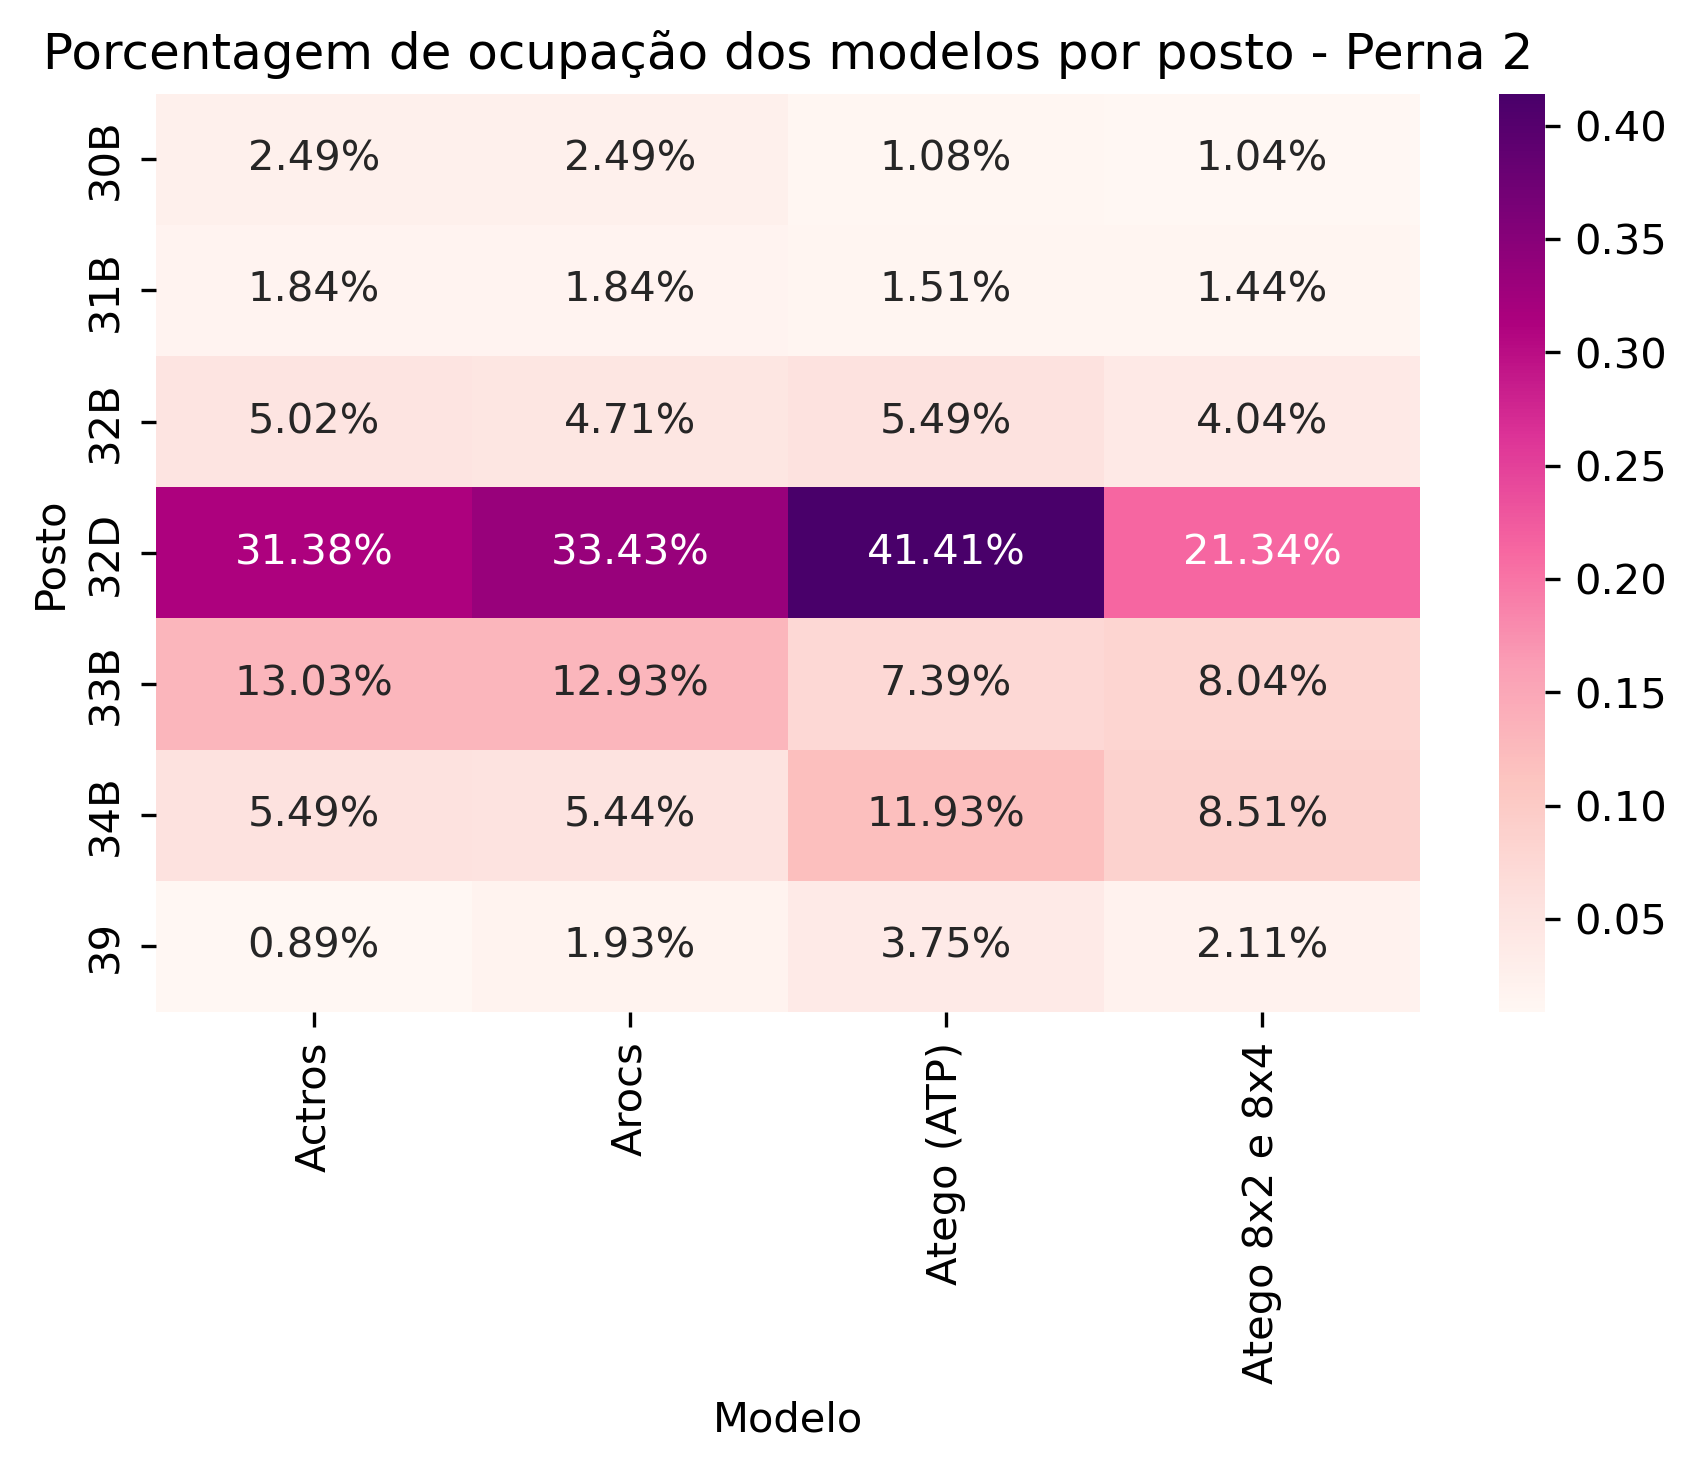 Porcentagem de ocupação dos modelos por posto - Perna 2
Posto
30B 2.49% 2.49% 1.08% 1.04%
31B 1.84% 1.84% 1.51% 1.44%
32B 5.02% 4.71% 5.49% 4.04%
32D 31.38% 33.43% 41.41% 21.34%
33B 13.03% 12.93% 7.39% 8.04%
34B 5.49% 5.44% 11.93% 8.51%
39 0.89% 1.93% 3.75% 2.11%
Actros
Arocs
Atego (ATP)
Atego 8x2 e 8x4
Modelo
0.40
0.35
0.30
0.25
0.20
0.15
0.10
0.05